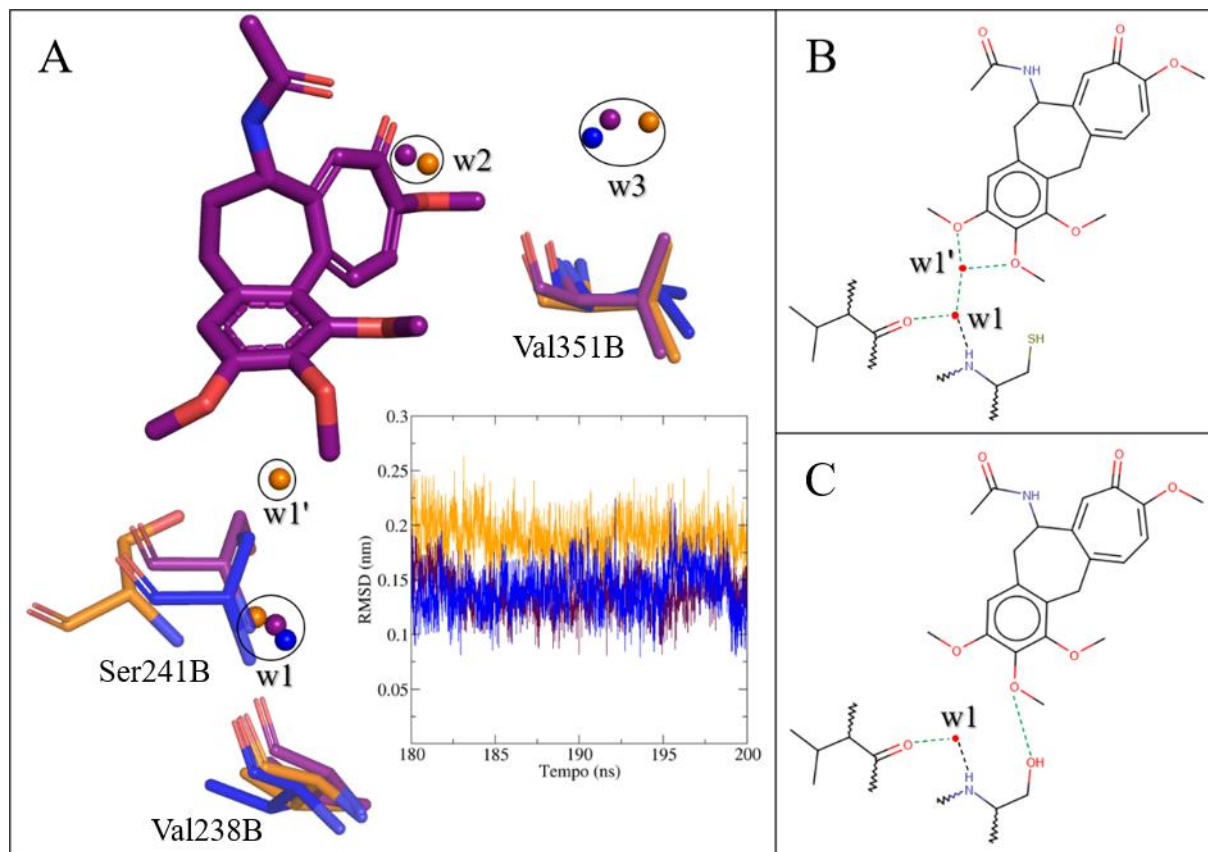 A
w2
w3
Val351B
w1'
Ser241B
w1
Val238B
RMSD (nm)
0.3
0.25
0.2
0.15
0.1
0.05
180 185 190 195 200
Tempo (ns)
B
O
O
NH
O
O
O
O
w1'
O
w1
SH
H
N
C
O
O
NH
O
O
O
O
w1
O
H
N
OH